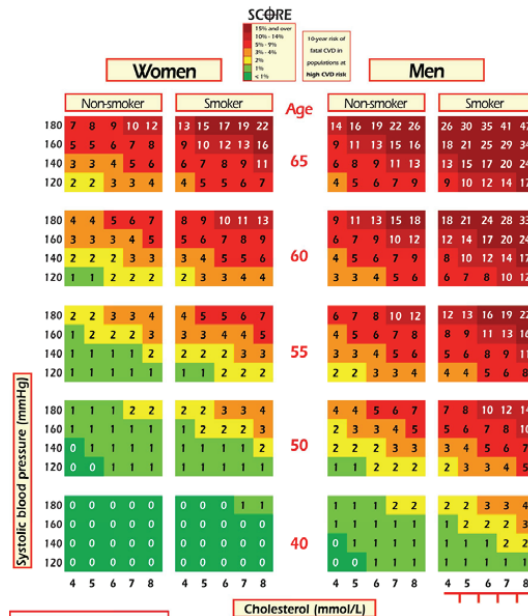 SCORE
15% and over
10% - 14%
5% - 9%
3% - 4%
2%
1%
< 1%
10-year risk of
fatal CVD in
populations at
high CVD risk
Women
Men
Non-smoker Smoker Age Non-smoker Smoker
180 7 8 9 10 12 13 15 17 19 22 14 16 19 22 26 26 30 35 41 47
160 5 5 6 7 8 9 10 12 13 16 9 11 13 15 16 18 21 25 29 34
140 3 3 4 5 6 6 7 8 9 11 65 6 8 9 11 13 13 15 17 20 24
120 2 2 3 3 4 4 5 5 6 7 4 5 6 7 9 9 10 12 14 17
180 4 4 5 6 7 8 9 10 11 13 9 11 13 15 18 18 21 24 28 33
160 3 3 3 4 5 5 6 7 8 9 6 7 9 10 12 12 14 17 20 24
140 2 2 2 3 3 3 4 5 5 6 60 4 5 6 7 9 8 10 12 14 17
120 1 1 2 2 2 2 3 3 4 4 3 3 4 5 6 6 7 8 10 12
180 2 2 3 3 4 4 5 5 6 7 6 7 8 10 12 12 13 16 19 22
160 1 2 2 2 3 3 3 4 4 5 4 5 6 7 8 8 9 11 13 16
140 1 1 1 1 2 2 2 2 3 3 55 3 3 4 5 6 5 6 8 9 11
120 1 1 1 1 1 1 1 2 2 2 2 2 3 3 4 4 4 5 6 8
180 1 1 1 2 2 2 2 3 3 4 4 4 5 6 7 7 8 10 12 14
160 1 1 1 1 1 1 2 2 2 3 2 3 3 4 5 5 6 7 8 10
140 0 1 1 1 1 1 1 1 1 2 50 2 2 2 3 3 3 4 5 6 7
120 0 0 1 1 1 1 1 1 1 1 1 1 2 2 2 2 3 3 4 5
180 0 0 0 0 0 0 0 0 1 1 1 1 1 2 2 2 2 3 3 4
160 0 0 0 0 0 0 0 0 0 0 1 1 1 1 1 1 2 2 2 3
140 0 0 0 0 0 0 0 0 0 0 40 0 1 1 1 1 1 1 1 2 2
120 0 0 0 0 0 0 0 0 0 0 0 0 1 1 1 1 1 1 1 1
4 5 6 7 8 4 5 6 7 8 4 5 6 7 8 4 5 6 7 8
Systolic blood pressure (mmHg)
Cholesterol (mmol/L)